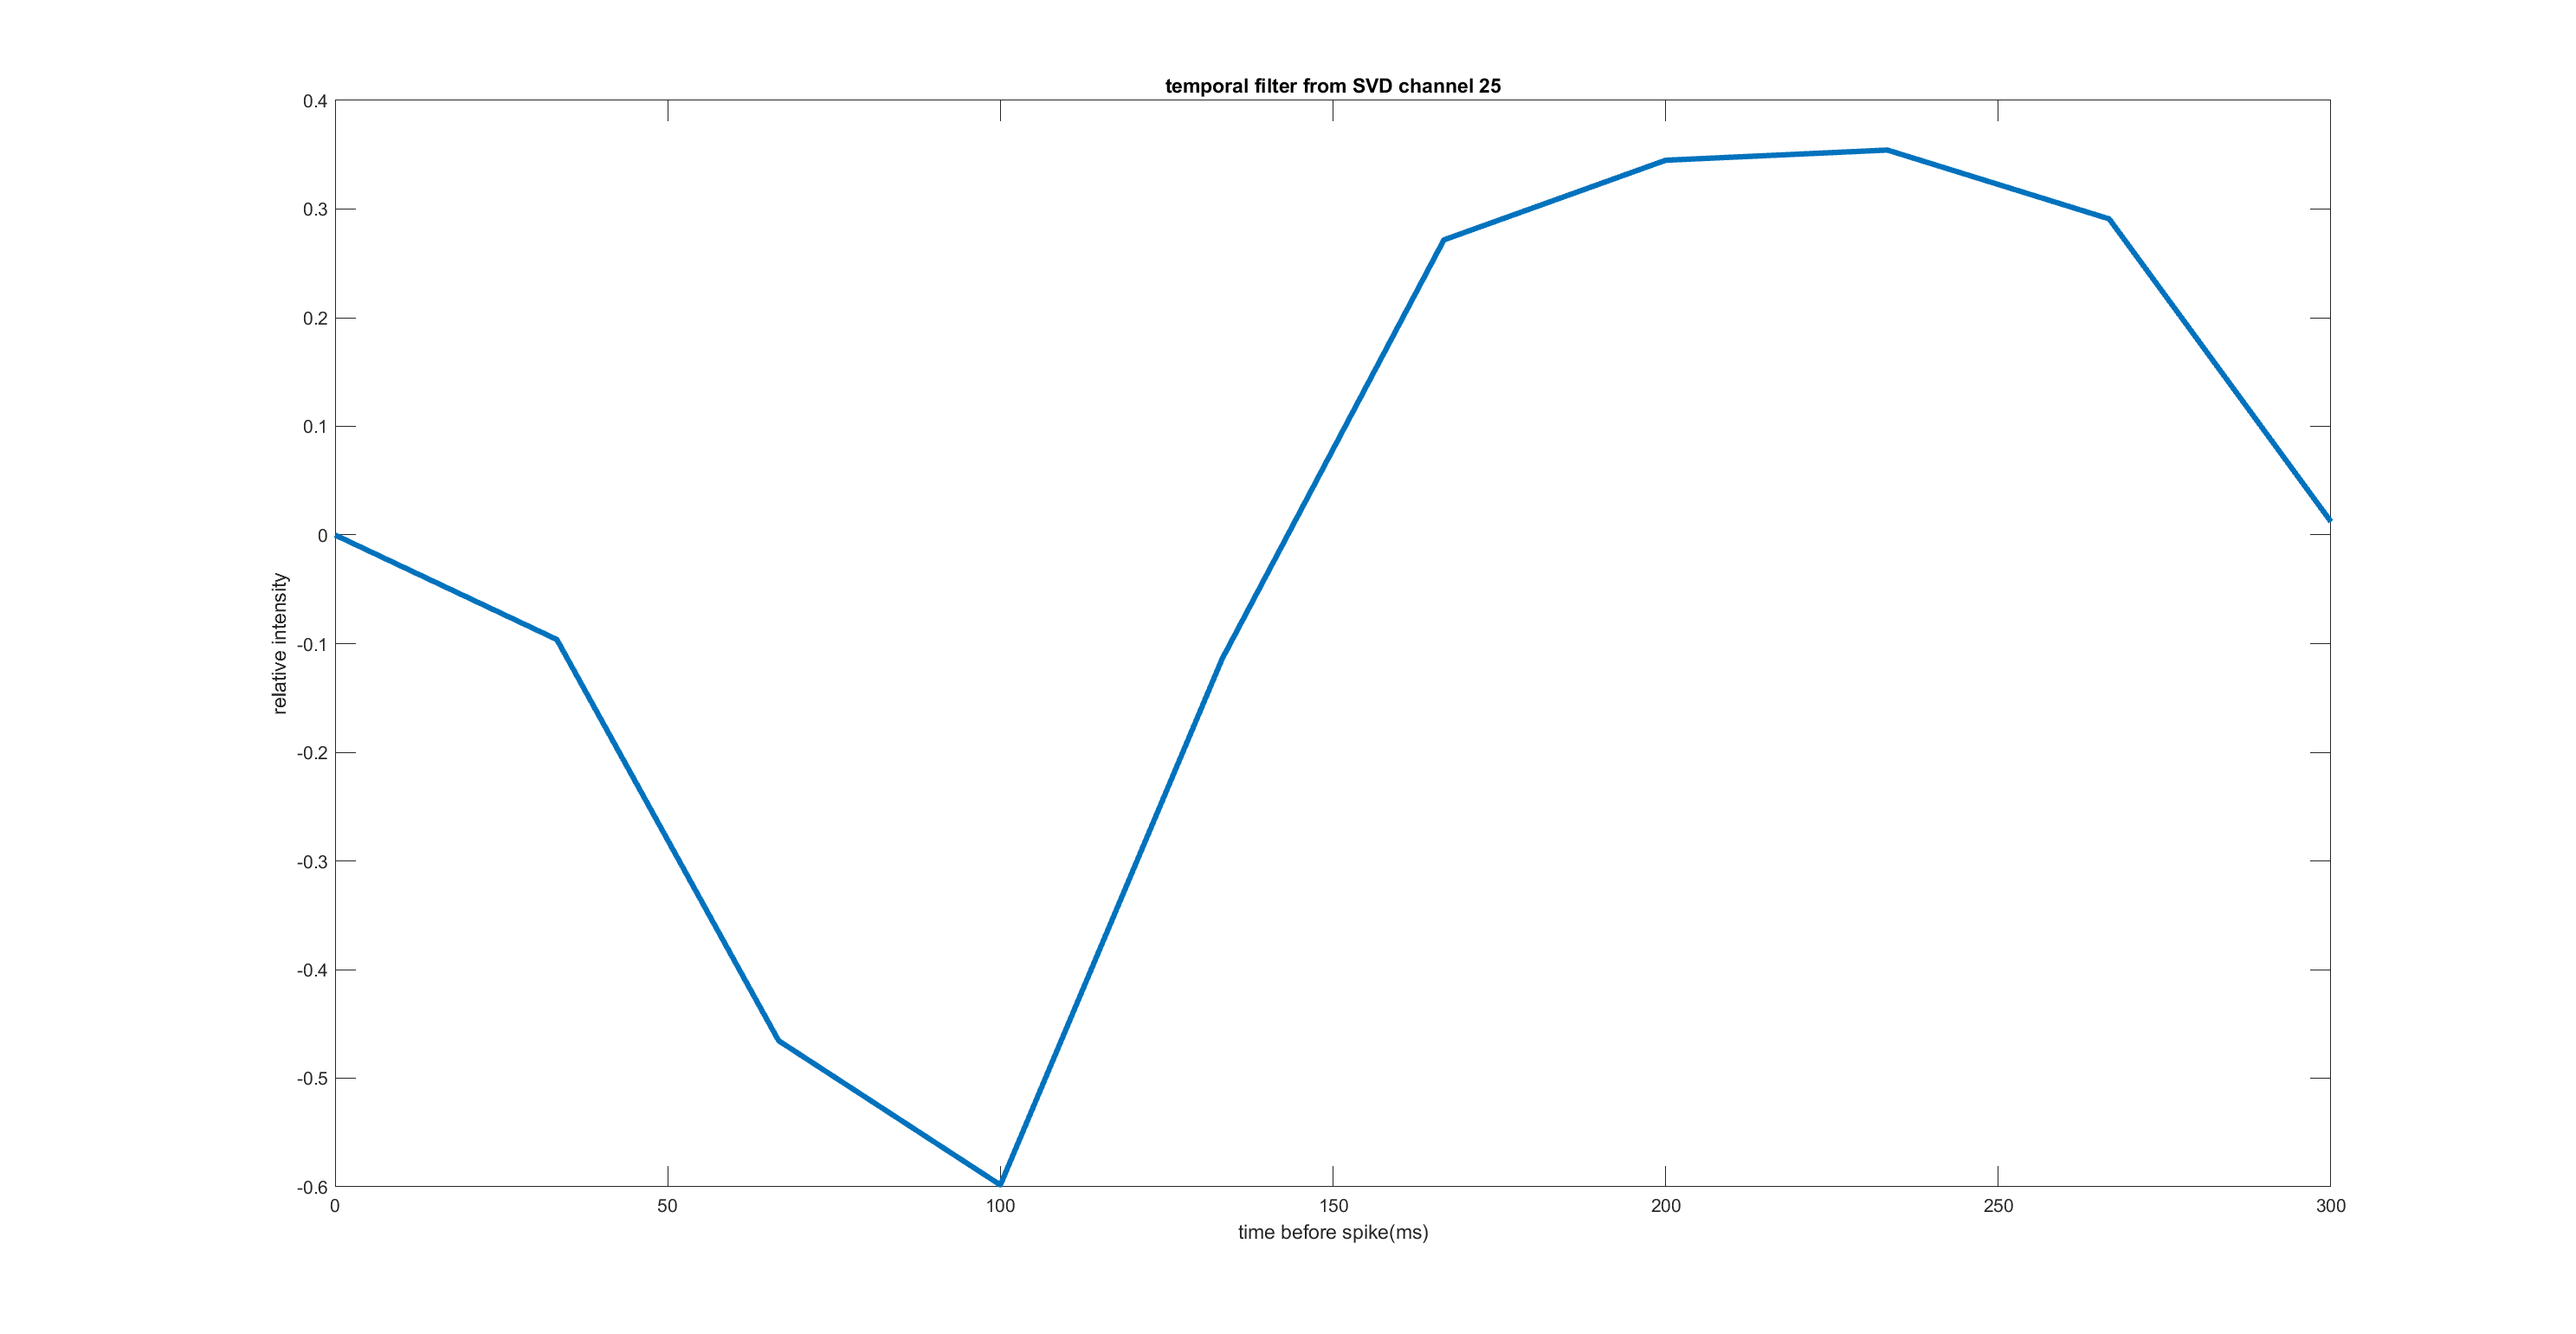 temporal filter from SVD channel 25
0.4
0.3
0.2
0.1
0
-0.1
-0.2
-0.3
-0.4
-0.5
-0.6
relative intensity
0 50 100 150 200 250 300
time before spike(ms)